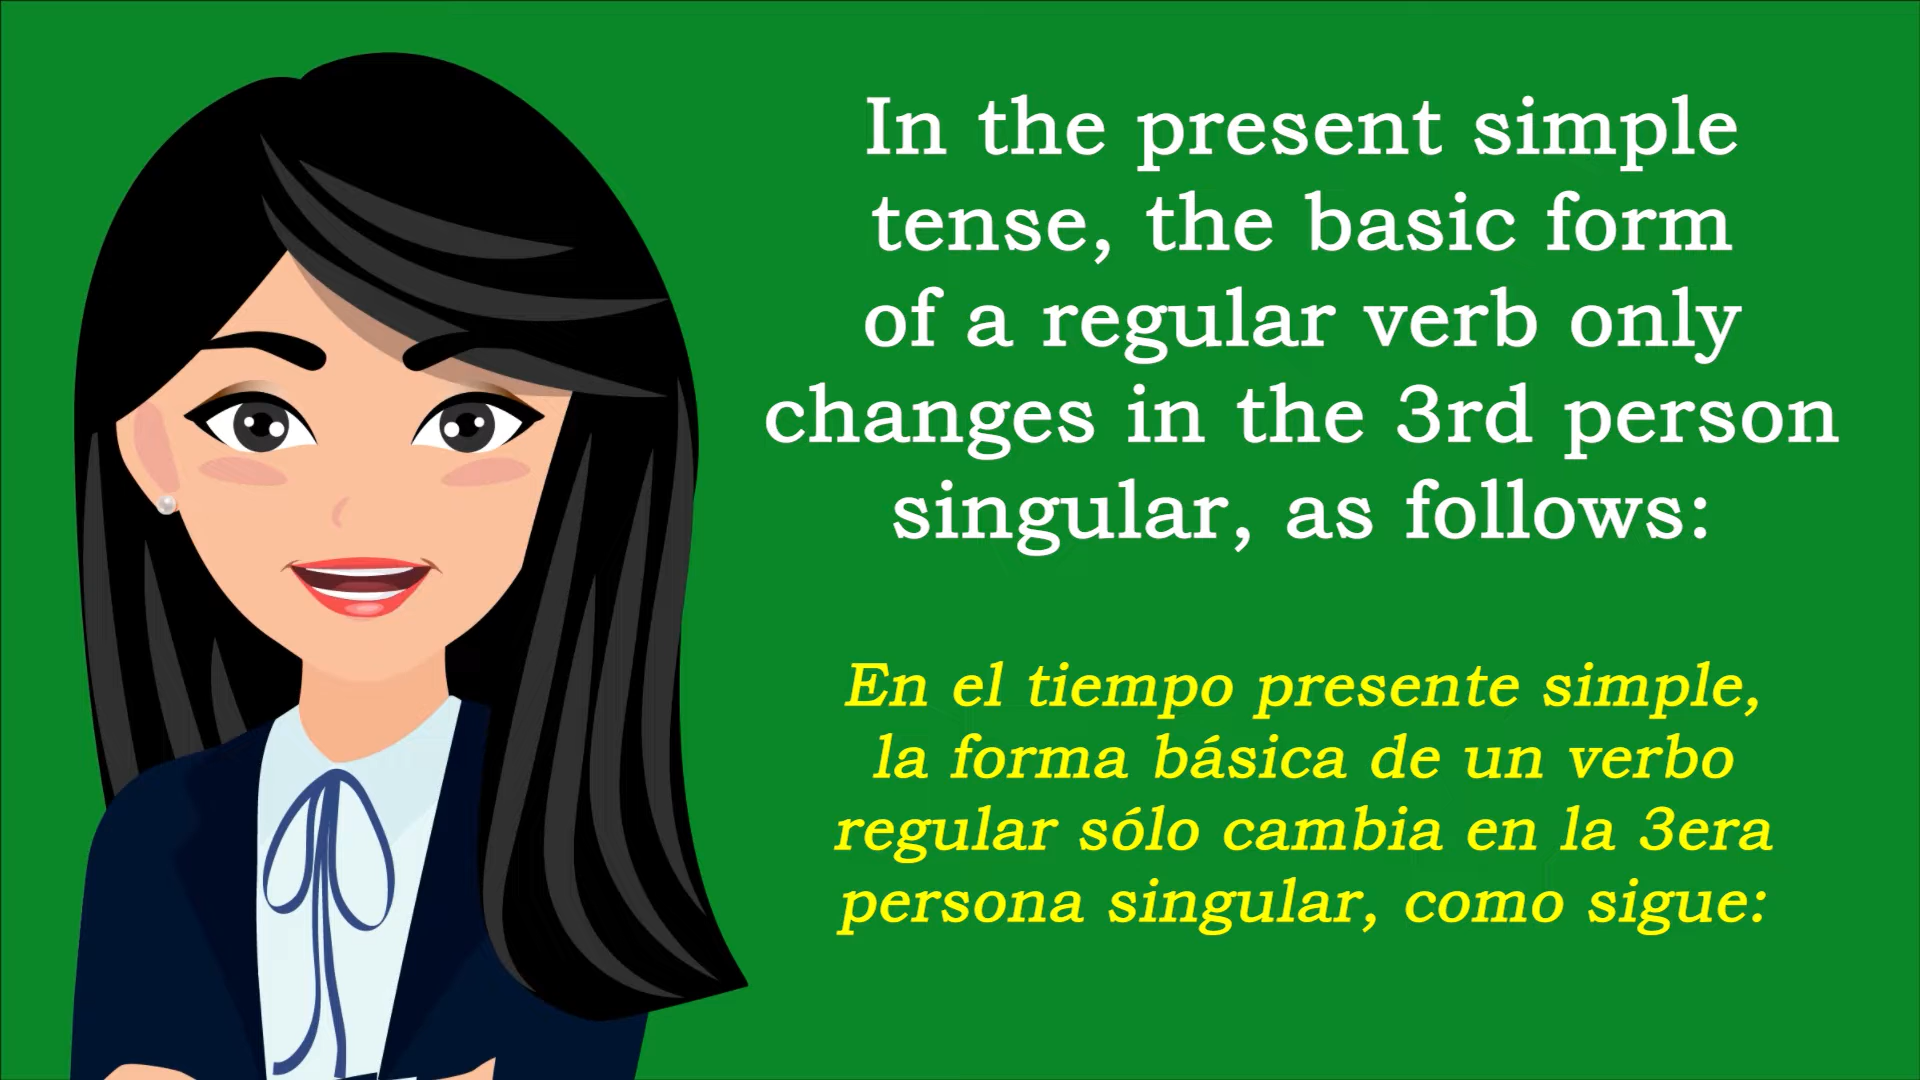 In the present simple
tense, the basic form
of a regular verb only
changes in the 3rd person
singular, as follows:
En el tiempo presente simple,
la forma básica de un verbo
regular sólo cambia en la 3era
persona singular, como sigue: